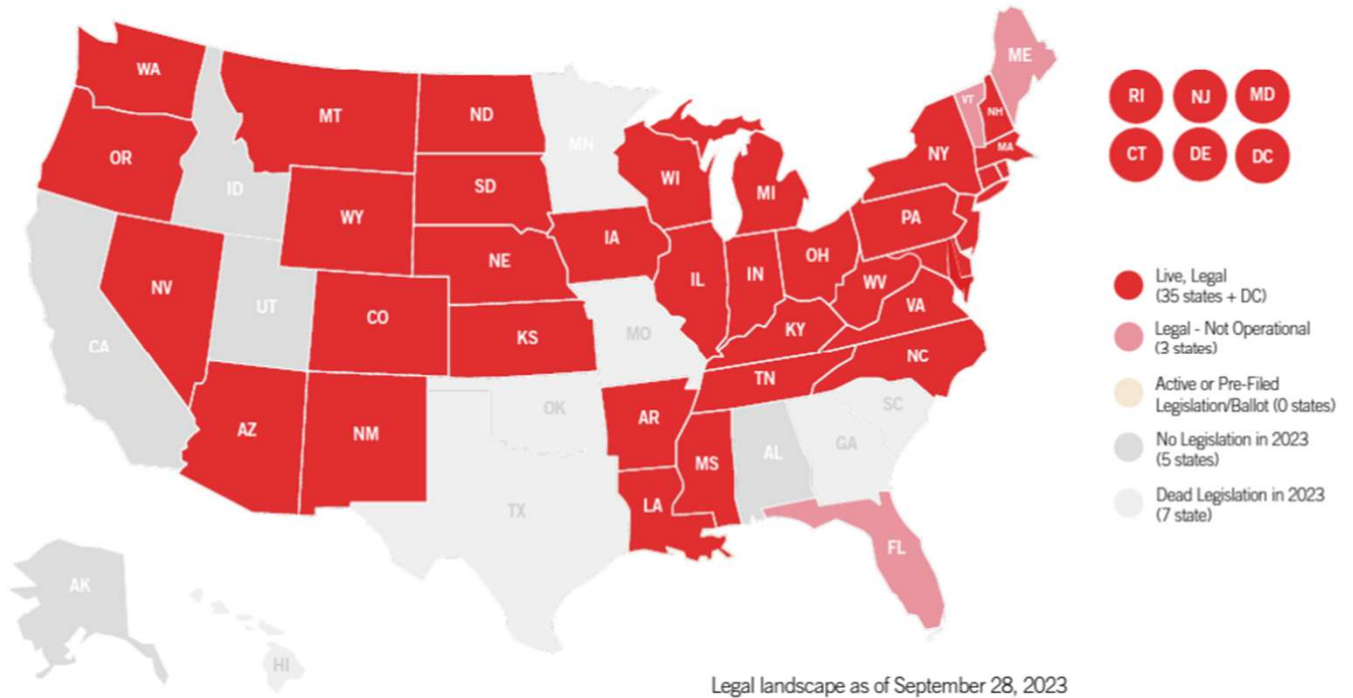 WA
MT
ND
MN
ME
VT
NH
MA
OR
ID
WY
SD
WI
MI
NY
IA
PA
NE
NV
UT
CO
IL
IN
OH
WV
VA
CA
KS
MO
KY
NC
TN
AZ
NM
OK
AR
SC
MS
AL
GA
TX
LA
FL
AK
HI
RI
NJ
MD
CT
DE
DC
Live, Legal
(35 states + DC)
Legal - Not Operational
(3 states)
Active or Pre-Filed
Legislation/Ballot (0 states)
No Legislation in 2023
(5 states)
Dead Legislation in 2023
(7 state)
Legal landscape as of September 28, 2023